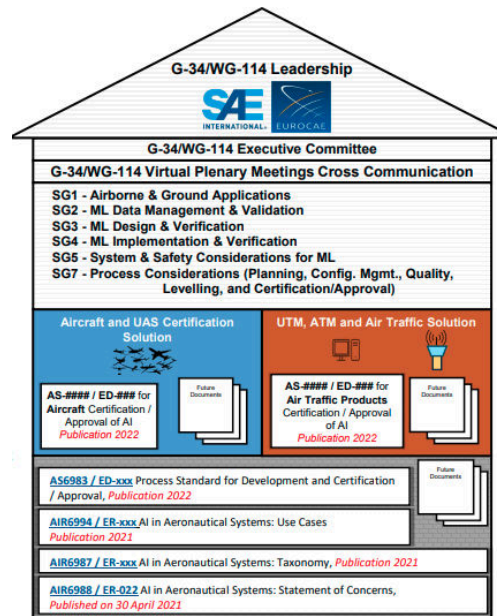 G-34/WG-114 Leadership
SAE
INTERNATIONAL®
EUROCAE
G-34/WG-114 Executive Committee
G-34/WG-114 Virtual Plenary Meetings Cross Communication
SG1 - Airborne & Ground Applications
SG2 - ML Data Management & Validation
SG3 - ML Design & Verification
SG4 - ML Implementation & Verification
SG5 - System & Safety Considerations for ML
SG7 - Process Considerations (Planning, Config. Mgmt., Quality,
Levelling, and Certification/Approval)
Aircraft and UAS Certification
Solution
AS-#### / ED-### for
Aircraft Certification /
Approval of AI
Publication 2022
Future
Documents
UTM, ATM and Air Traffic Solution
AS-#### / ED-### for
Air Traffic Products
Certification / Approval
of AI
Publication 2022
Future
Documents
AS6983 / ED-xxx Process Standard for Development and Certification
/ Approval, Publication 2022
Future
Documents
AIR6994 / ER-xxx AI in Aeronautical Systems: Use Cases
Publication 2021
AIR6987 / ER-xxx AI in Aeronautical Systems: Taxonomy, Publication 2021
AIR6988 / ER-022 AI in Aeronautical Systems: Statement of Concerns,
Published on 30 April 2021